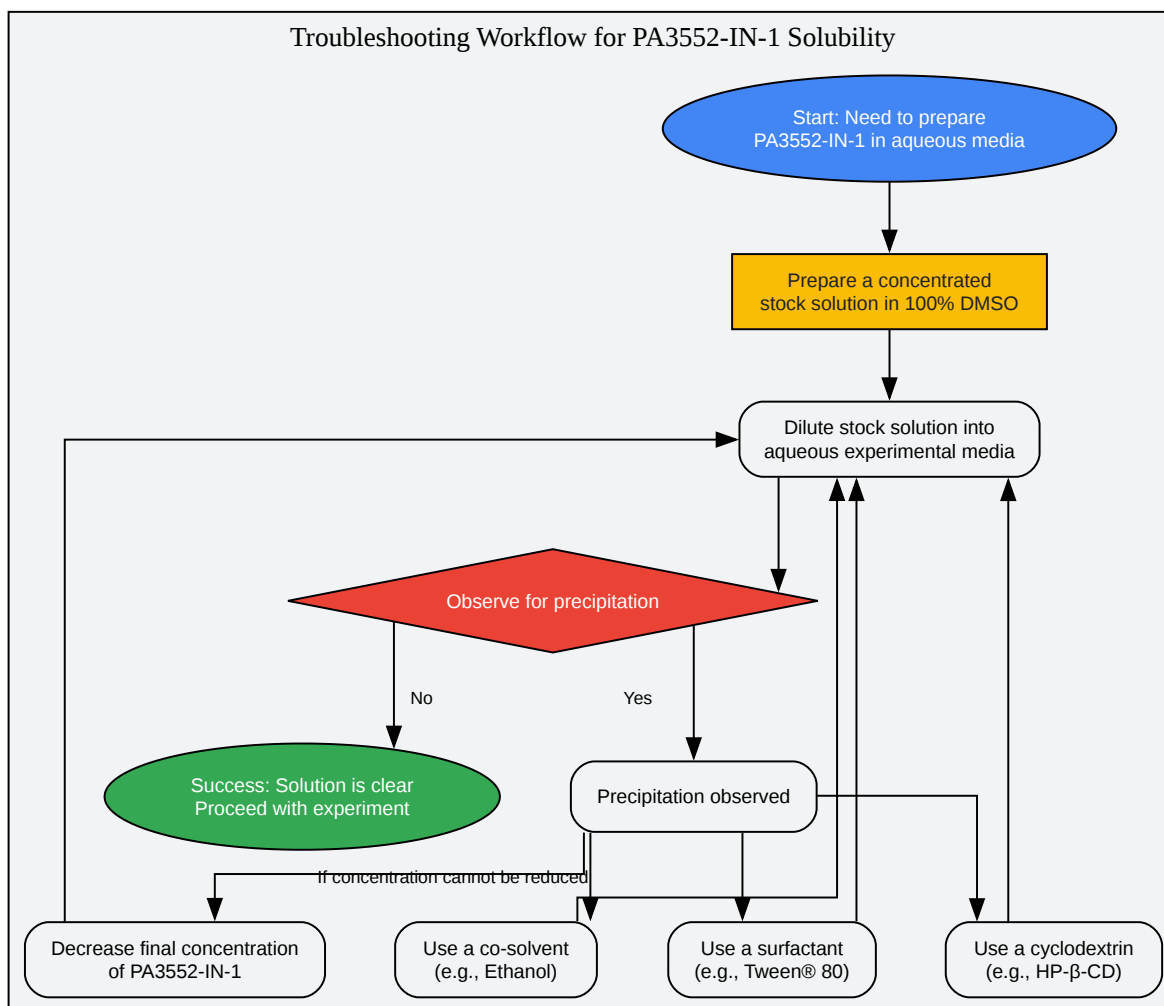 Troubleshooting Workflow for PA3552-IN-1 Solubility
Start: Need to prepare
PA3552-IN-1 in aqueous media
Prepare a concentrated
stock solution in 100% DMSO
Dilute stock solution into
aqueous experimental media
Observe for precipitation
No
Yes
Success: Solution is clear
Proceed with experiment
Precipitation observed
If concentration cannot be reduced
Decrease final concentration
of PA3552-IN-1
Use a co-solvent
(e.g., Ethanol)
Use a surfactant
(e.g., Tween® 80)
Use a cyclodextrin
(e.g., HP-β-CD)